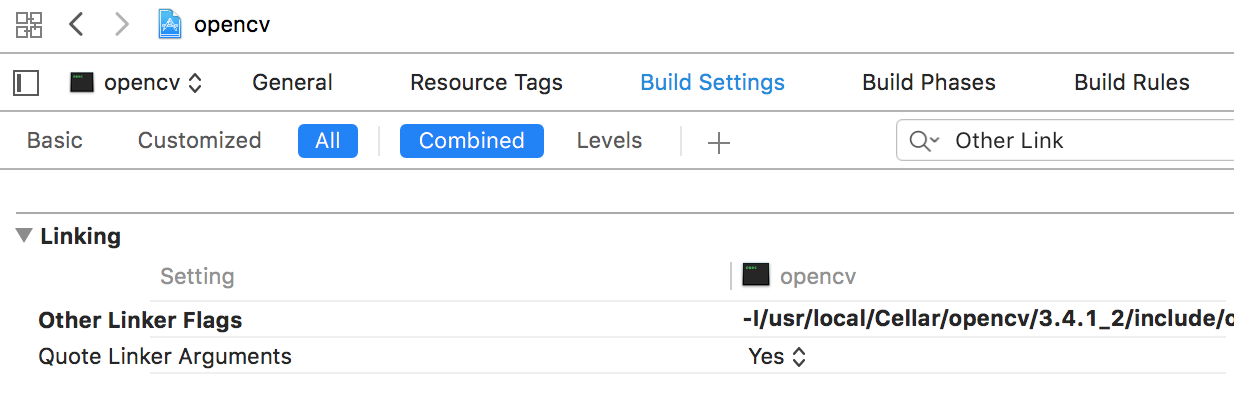 opencv
opencv General Resource Tags Build Settings Build Phases Build Rules
Basic Customized All Combined Levels + Other Link
Linking
Setting opencv
Other Linker Flags -I/usr/local/Cellar/opencv/3.4.1_2/include/o
Quote Linker Arguments Yes